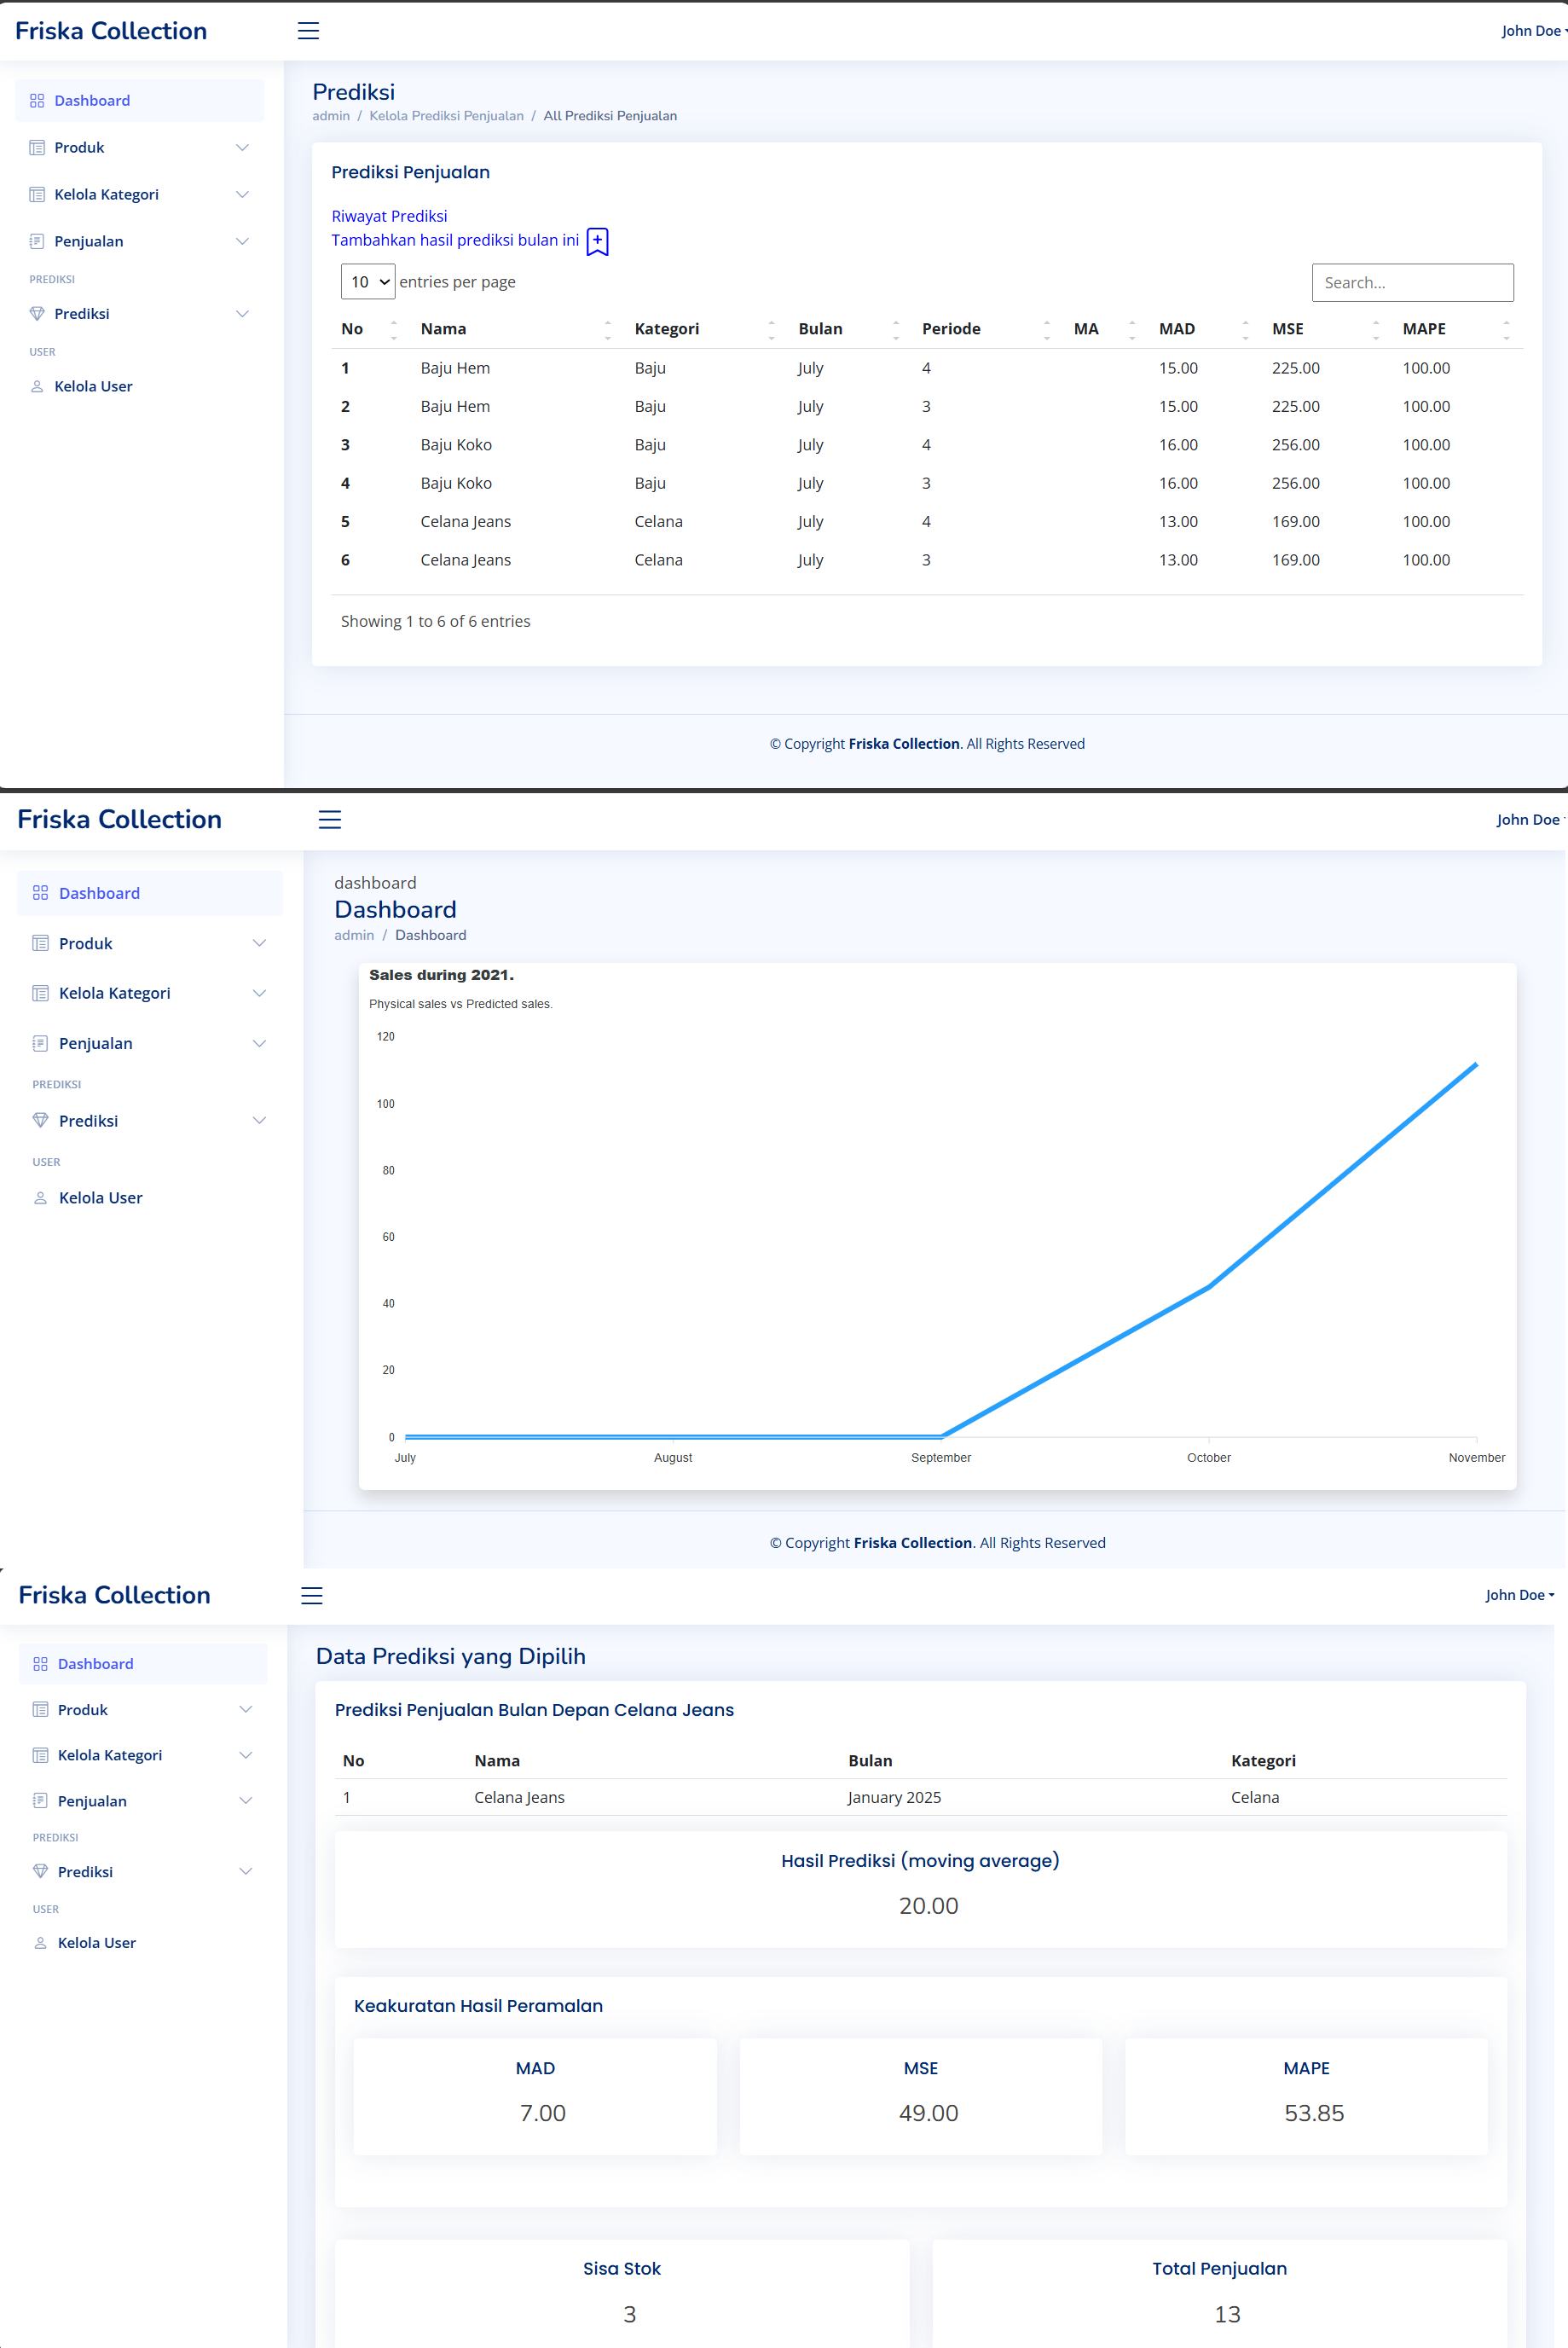 Friska Collection
John Doe
Dashboard
Produk
Kelola Kategori
Penjualan
PREDIKSI
Prediksi
USER
Kelola User
Prediksi
admin / Kelola Prediksi Penjualan / All Prediksi Penjualan
Prediksi Penjualan
Riwayat Prediksi
Tambahkan hasil prediksi bulan ini
10 entries per page
Search...
No Nama Kategori Bulan Periode MA MAD MSE MAPE
1 Baju Hem Baju July 4 15.00 225.00 100.00
2 Baju Hem Baju July 3 15.00 225.00 100.00
3 Baju Koko Baju July 4 16.00 256.00 100.00
4 Baju Koko Baju July 3 16.00 256.00 100.00
5 Celana Jeans Celana July 4 13.00 169.00 100.00
6 Celana Jeans Celana July 3 13.00 169.00 100.00
Showing 1 to 6 of 6 entries
© Copyright Friska Collection. All Rights Reserved
Friska Collection
John Doe
Dashboard
Produk
Kelola Kategori
Penjualan
PREDIKSI
Prediksi
USER
Kelola User
dashboard
Dashboard
admin / Dashboard
Sales during 2021.
Physical sales vs Predicted sales.
120
100
80
60
40
20
0
July August September October November
© Copyright Friska Collection. All Rights Reserved
Friska Collection
John Doe
Dashboard
Produk
Kelola Kategori
Penjualan
PREDIKSI
Prediksi
USER
Kelola User
Data Prediksi yang Dipilih
Prediksi Penjualan Bulan Depan Celana Jeans
No Nama Bulan Kategori
1 Celana Jeans January 2025 Celana
Hasil Prediksi (moving average)
20.00
Keakuratan Hasil Peramalan
MAD MSE MAPE
7.00 49.00 53.85
Sisa Stok Total Penjualan
3 13